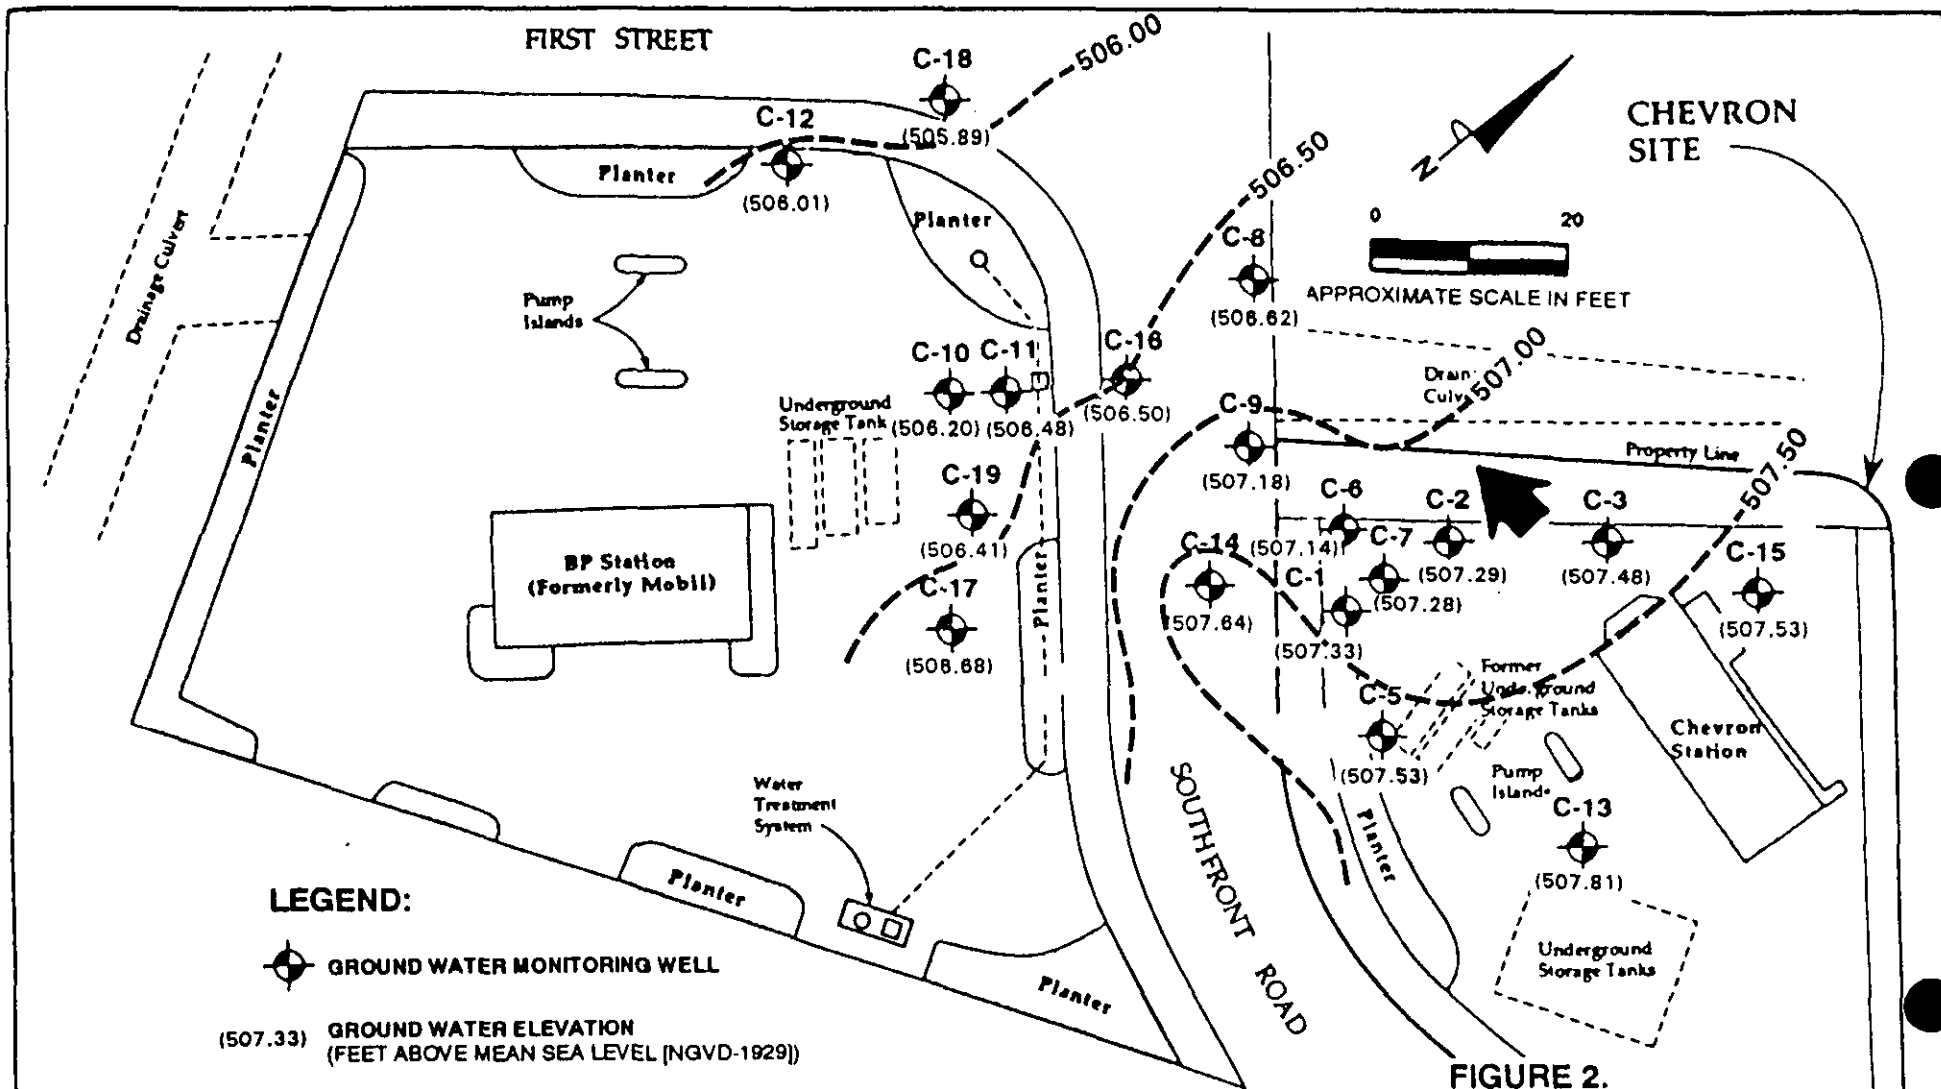 FIRST STREET
C-18
(505.89)
506.00
C-12
(506.01)
Planter
Planter
506.50
CHEVRON
SITE
N
0 20
APPROXIMATE SCALE IN FEET
C-8
(506.62)
Drainage Culvert
Pump
Islands
C-10
(506.20)
C-11
(506.48)
C-16
(506.50)
507.00
Drain
Culv
C-9
(507.18)
Property Line
507.50
Planter
Underground
Storage Tank
C-19
(506.41)
C-6
(507.14)
C-2
(507.29)
C-3
(507.48)
C-7
(507.28)
C-14
(507.64)
C-1
(507.33)
C-15
(507.53)
BP Station
(Formerly Mobil)
C-17
(506.68)
Planter
Former
Underground
Storage Tanks
C-5
(507.53)
Chevron
Station
Pump
Islands
C-13
(507.81)
Water
Treatment
System
SOUTHFRONT ROAD
Planter
Planter
Underground
Storage Tanks
Planter
LEGEND:
GROUND WATER MONITORING WELL
(507.33) GROUND WATER ELEVATION
(FEET ABOVE MEAN SEA LEVEL [NGVD-1929])
FIGURE 2.